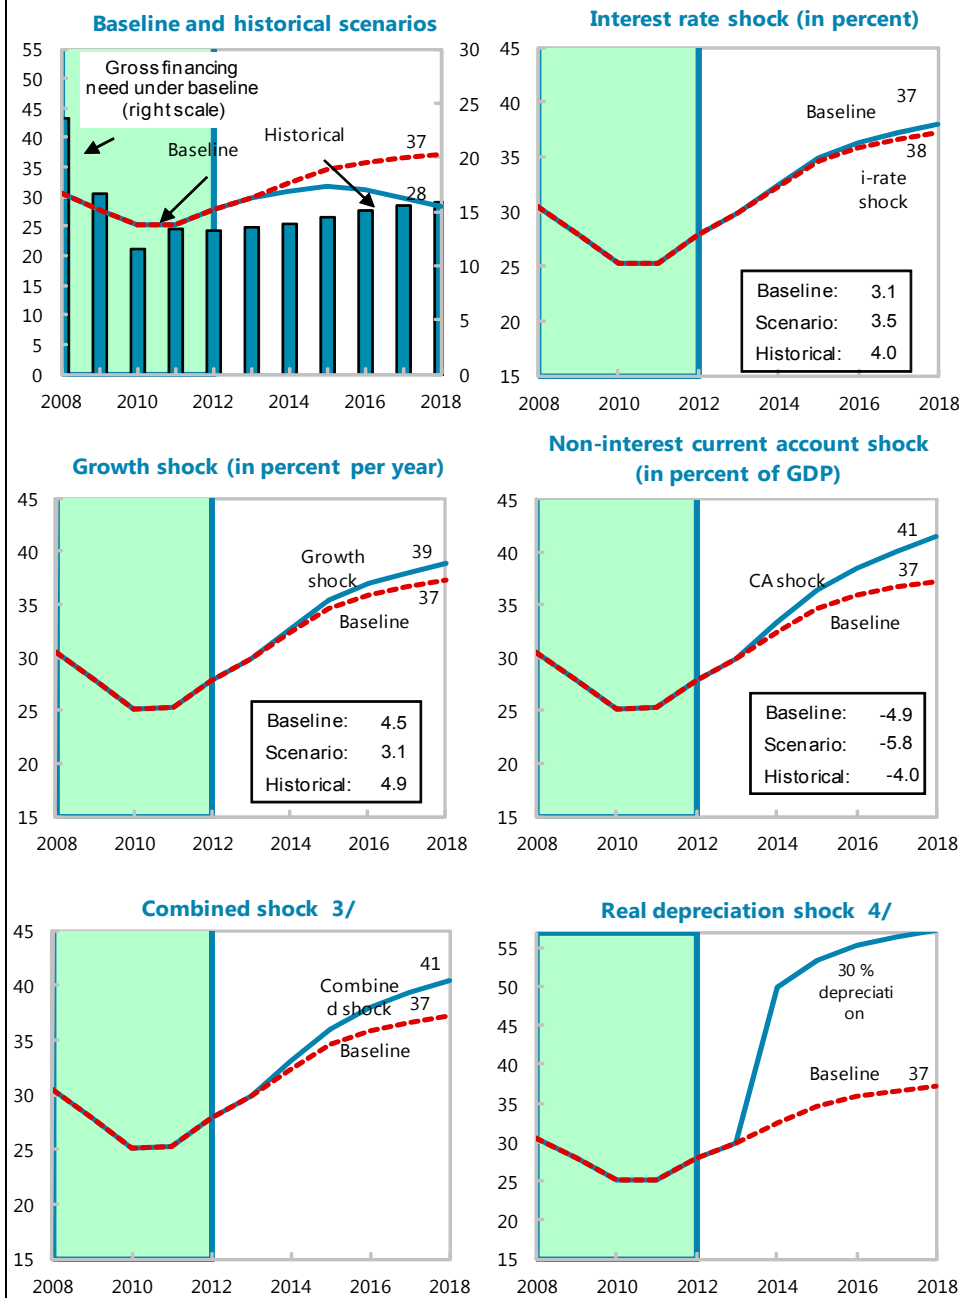 Baseline and historical scenarios
55
50
45
40
35
30
25
20
15
10
5
0
30
25
20
15
10
5
0
Gross financing
need under baseline
(right scale)
Baseline
Historical
37
28
2008 2010 2012 2014 2016 2018
Interest rate shock (in percent)
45
40
35
30
25
20
15
Baseline
37
38
i-rate
shock
Baseline: 3.1
Scenario: 3.5
Historical: 4.0
2008 2010 2012 2014 2016 2018
Growth shock (in percent per year)
45
40
35
30
25
20
15
Growth
shock
39
37
Baseline
Baseline: 4.5
Scenario: 3.1
Historical: 4.9
2008 2010 2012 2014 2016 2018
Non-interest current account shock
(in percent of GDP)
45
40
35
30
25
20
15
41
CA shock
37
Baseline
Baseline: -4.9
Scenario: -5.8
Historical: -4.0
2008 2010 2012 2014 2016 2018
Combined shock 3/
45
40
35
30
25
20
15
41
Combine
d shock
37
Baseline
2008 2010 2012 2014 2016 2018
Real depreciation shock 4/
55
50
45
40
35
30
25
20
15
30 %
depreciati
on
Baseline
37
2008 2010 2012 2014 2016 2018